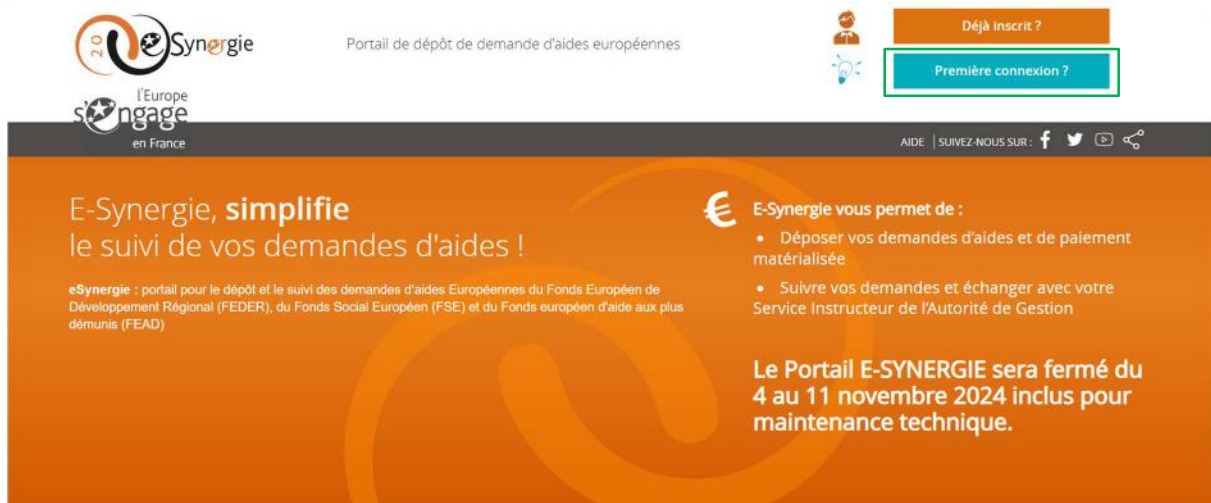 2.0 eSynergie
Portail de dépôt de demande d'aides européennes
Déjà inscrit ?
Première connexion ?
l'Europe
s'engage
en France
AIDE | SUIVEZ-NOUS SUR :
E-Synergie, simplifie
le suivi de vos demandes d'aides !
eSynergie : portail pour le dépôt et le suivi des demandes d'aides Européennes du Fonds Européen de
Développement Régional (FEDER), du Fonds Social Européen (FSE) et du Fonds européen d'aide aux plus
démunis (FEAD)
€
E-Synergie vous permet de :
• Déposer vos demandes d'aides et de paiement
matérialisée
• Suivre vos demandes et échanger avec votre
Service Instructeur de l'Autorité de Gestion
Le Portail E-SYNERGIE sera fermé du
4 au 11 novembre 2024 inclus pour
maintenance technique.